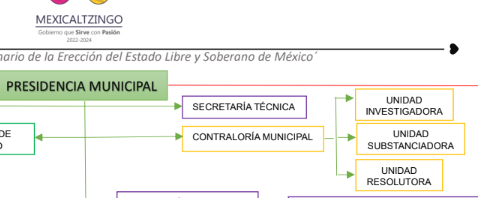 MEXICALTZINGO
Gobierno que Sirve con Pasión
2022-2024
nario de la Erección del Estado Libre y Soberano de México´
PRESIDENCIA MUNICIPAL
SECRETARÍA TÉCNICA
UNIDAD
INVESTIGADORA
DE
CONTRALORÍA MUNICIPAL
UNIDAD
SUBSTANCIADORA
UNIDAD
RESOLUTORA